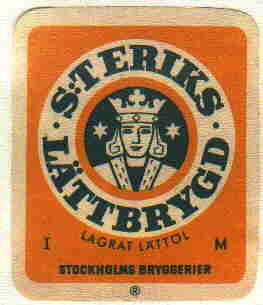 S:T ERIKS
LÄTTBRYGD
LAGRAT LÄTTÖL
I M
STOCKHOLMS BRYGGERIER
®